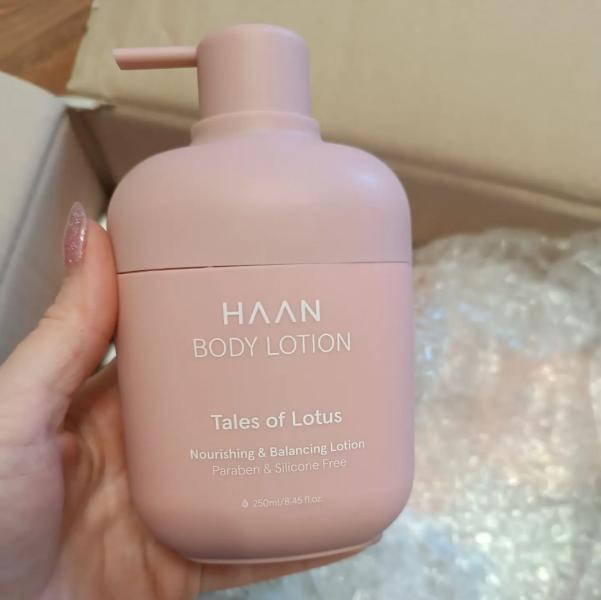 HAAN
BODY LOTION
Tales of Lotus
Nourishing & Balancing Lotion
Paraben & Silicone Free
250ml/8.45 fl.oz.